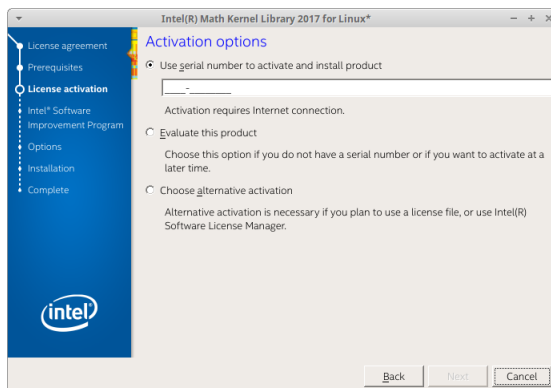 Intel(R) Math Kernel Library 2017 for Linux*
License agreement
Prerequisites
License activation
Intel® Software
Improvement Program
Options
Installation
Complete
intel
Activation options
Use serial number to activate and install product
____-________
Activation requires Internet connection.
Evaluate this product
Choose this option if you do not have a serial number or if you want to activate at a
later time.
Choose alternative activation
Alternative activation is necessary if you plan to use a license file, or use Intel(R)
Software License Manager.
Back
Next
Cancel